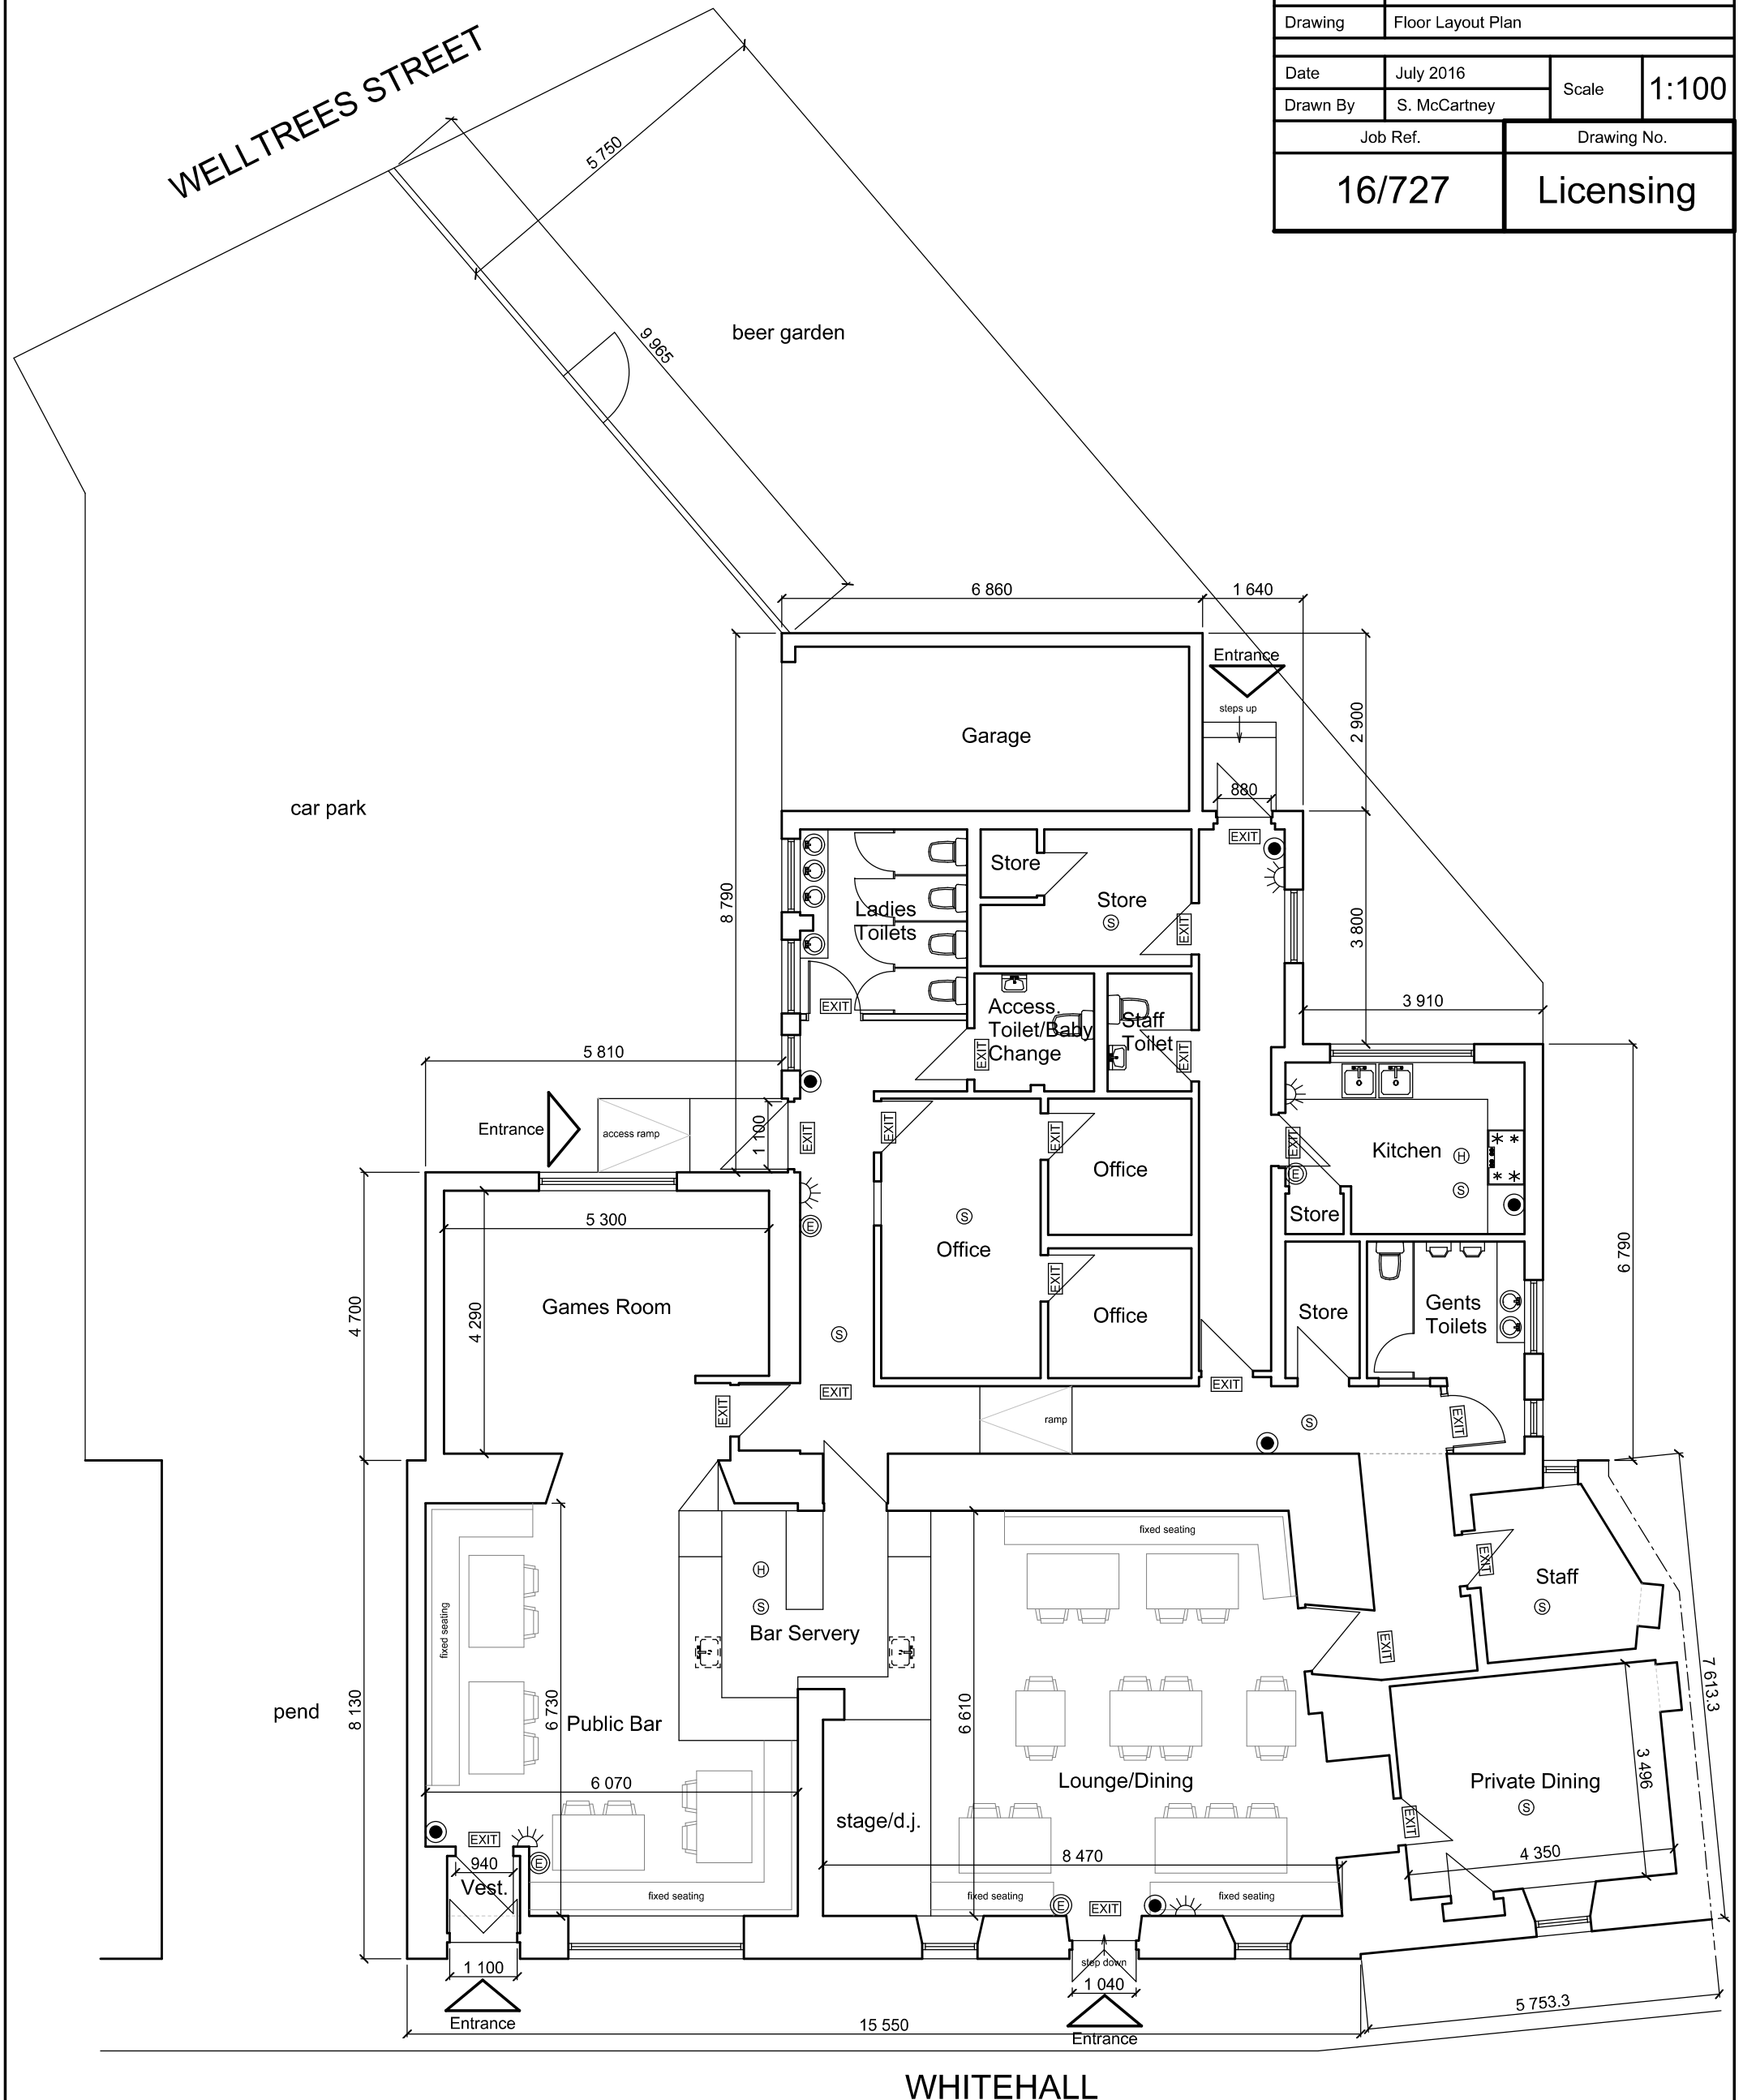 Drawing
Floor Layout Plan
Date
July 2016
Scale
1:100
Drawn By
S. McCartney
Job Ref.
Drawing No.
16/727
Licensing
WELLTREES STREET
5 750
9 965
beer garden
6 860
1 640
Entrance
steps up
2 900
Garage
car park
880
EXIT
8 790
Store
Store
S
EXIT
3 800
Ladies
Toilets
EXIT
Access.
Toilet/Baby
Change
EXIT
Staff
Toilet
EXIT
3 910
5 810
Entrance
access ramp
1 100
EXIT
EXIT
EXIT
Office
EXIT
Kitchen
H
S
E
Store
5 300
E
S
Office
6 790
Games Room
4 700
4 290
S
EXIT
Office
Store
Gents
Toilets
EXIT
EXIT
EXIT
ramp
S
EXIT
fixed seating
fixed seating
EXIT
Staff
S
H
S
Bar Servery
EXIT
7 613.3
pend
8 130
6 730
Public Bar
6 610
6 070
Lounge/Dining
Private Dining
S
3 496
stage/d.j.
EXIT
EXIT
940
E
Vest.
8 470
4 350
fixed seating
fixed seating
E
EXIT
fixed seating
step down
1 100
1 040
Entrance
Entrance
15 550
5 753.3
WHITEHALL